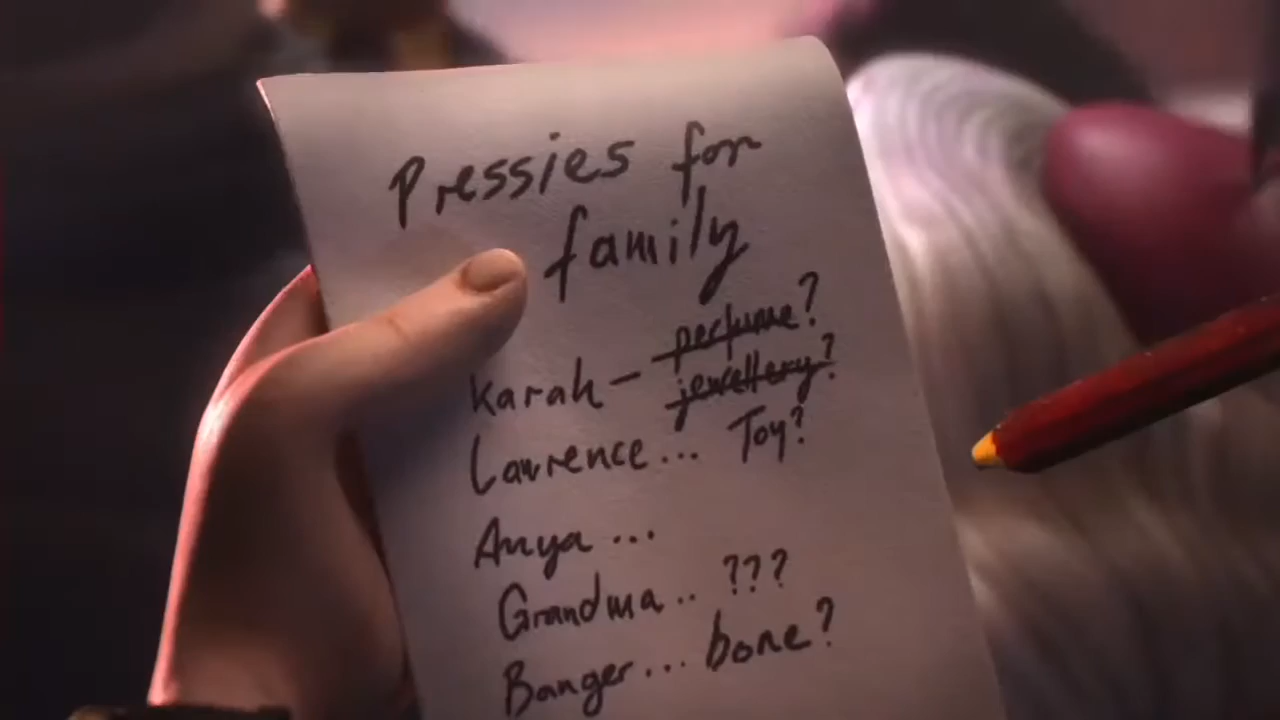 Pressies for
family
Karah - perfume?
jewellery?
Lawrence... Toy?
Anya...
Grandma.. ???
Banger... bone?